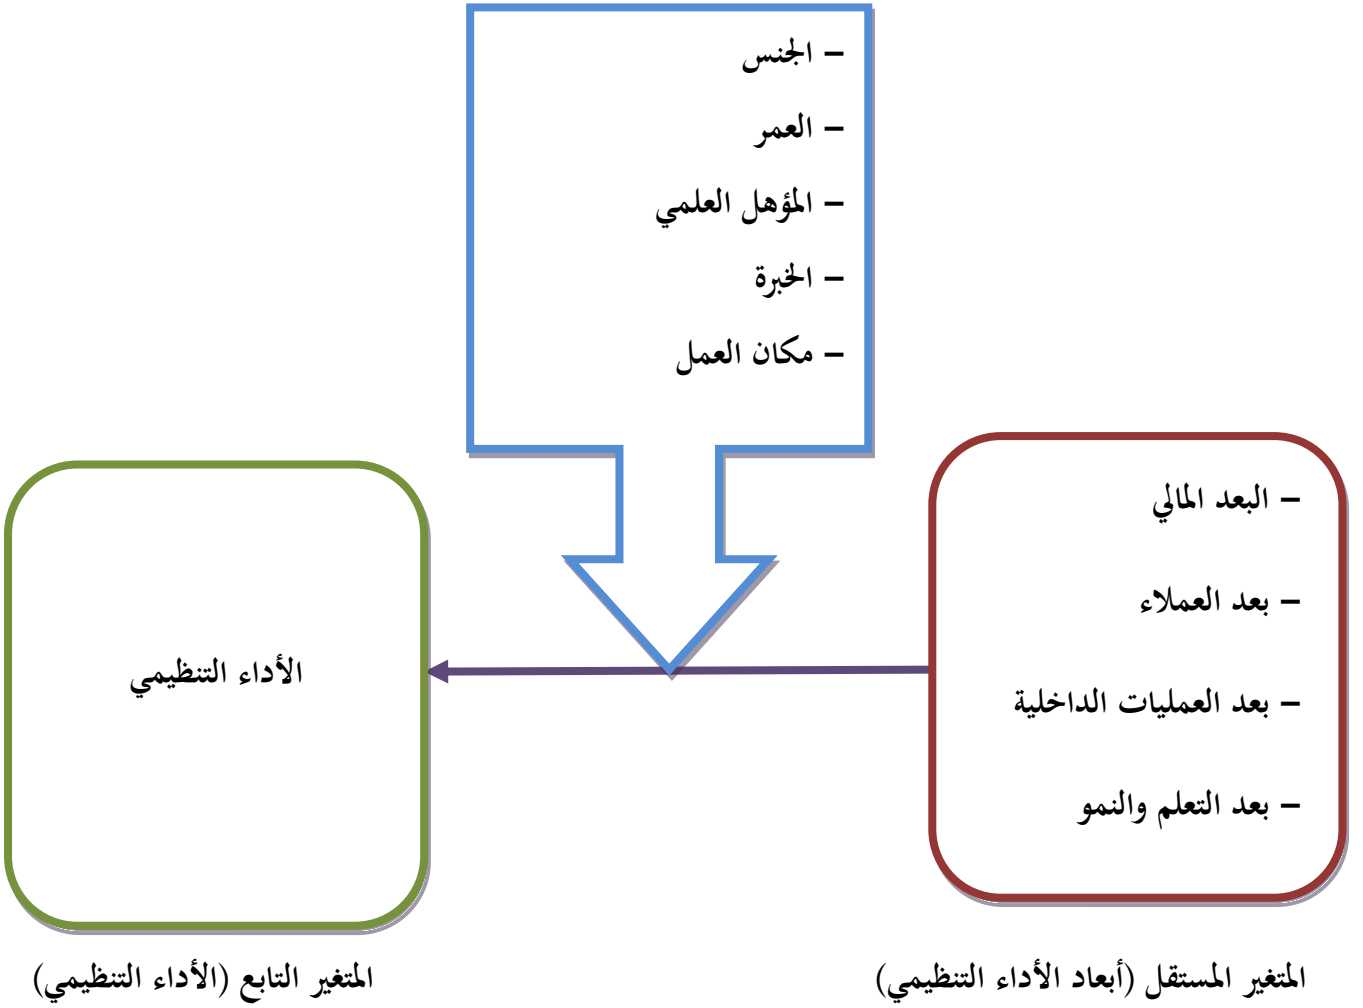 – الجنس
– العمر
– المؤهل العلمي
– الخبرة
– مكان العمل
– البعد المالي
– بعد العملاء
– بعد العمليات الداخلية
– بعد التعلم والنمو
الأداء التنظيمي
المتغير المستقل (أبعاد الأداء التنظيمي)
المتغير التابع (الأداء التنظيمي)